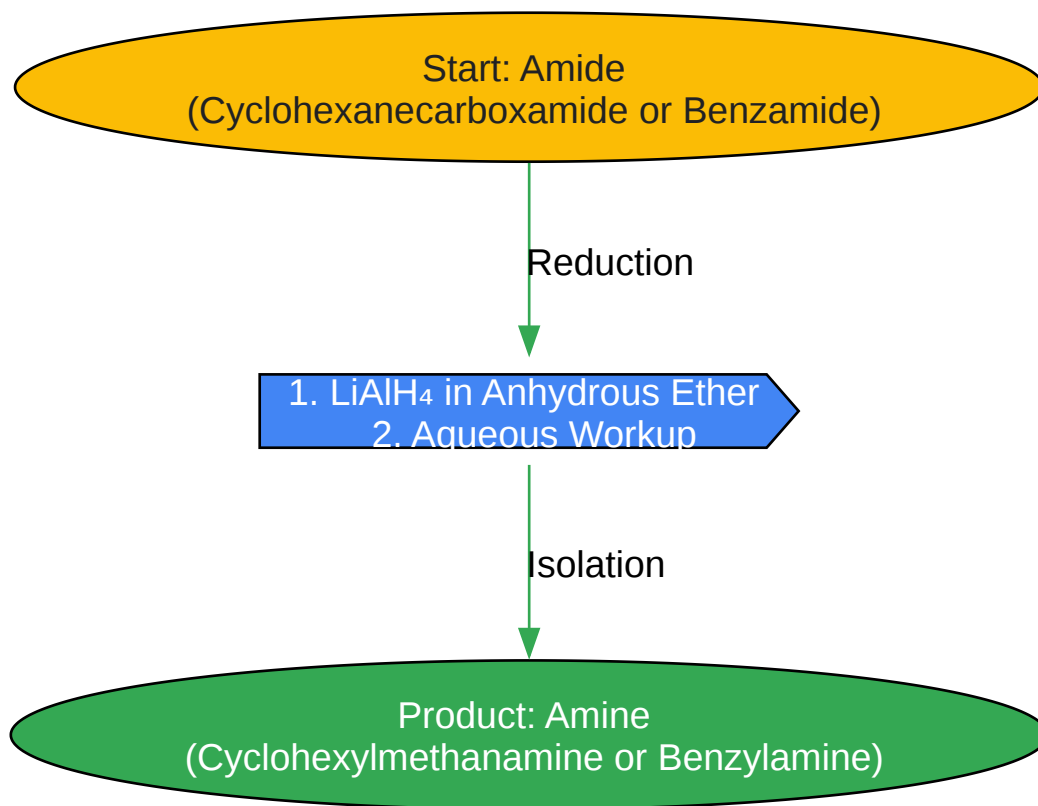 Start: Amide
(Cyclohexanecarboxamide or Benzamide)
Reduction
1. LiAlH₄ in Anhydrous Ether
2. Aqueous Workup
Isolation
Product: Amine
(Cyclohexylmethanamine or Benzylamine)